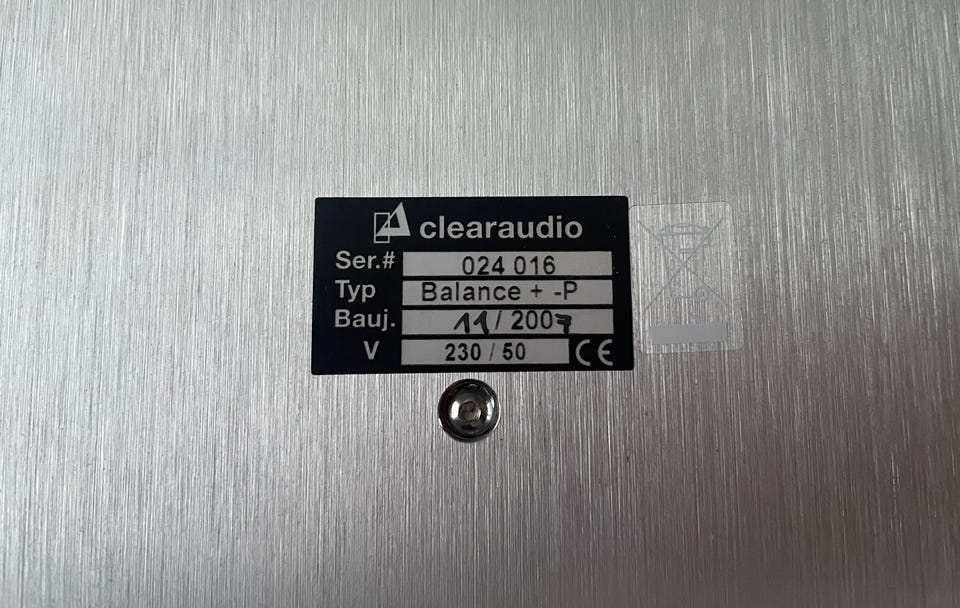 clearaudio
Ser.# 024 016
Typ Balance + -P
Bauj. 11/2007
V 230 / 50 CE